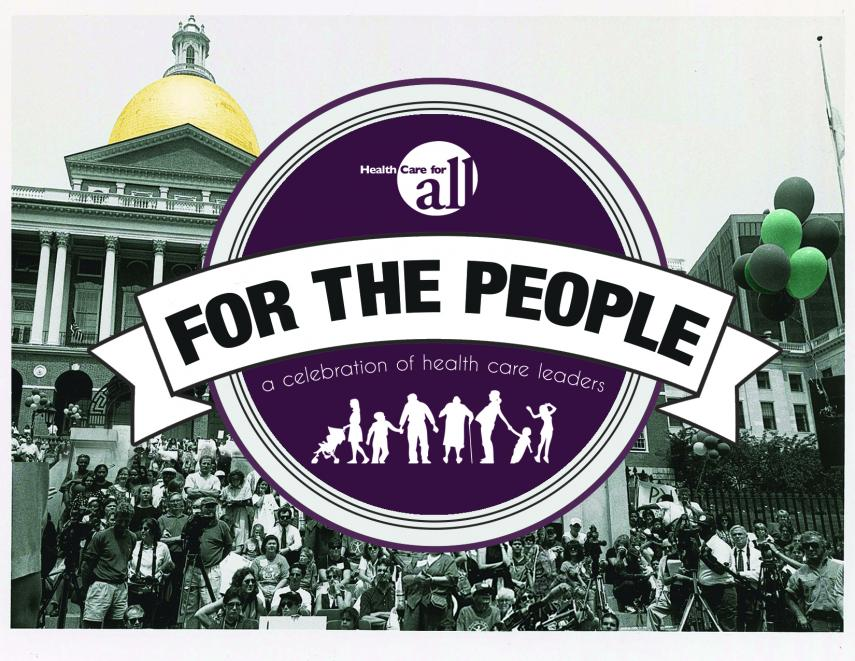 Health Care for
all
FOR THE PEOPLE
a celebration of health care leaders